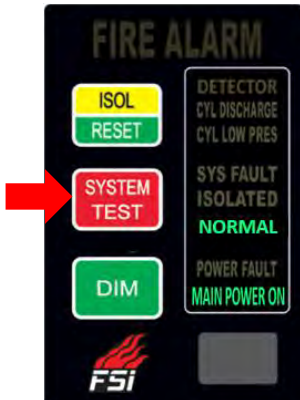 FIRE ALARM
ISOL
RESET
SYSTEM
TEST
DIM
DETECTOR
CYL DISCHARGE
CYL LOW PRES
SYS FAULT
ISOLATED
NORMAL
POWER FAULT
MAIN POWER ON
FSi